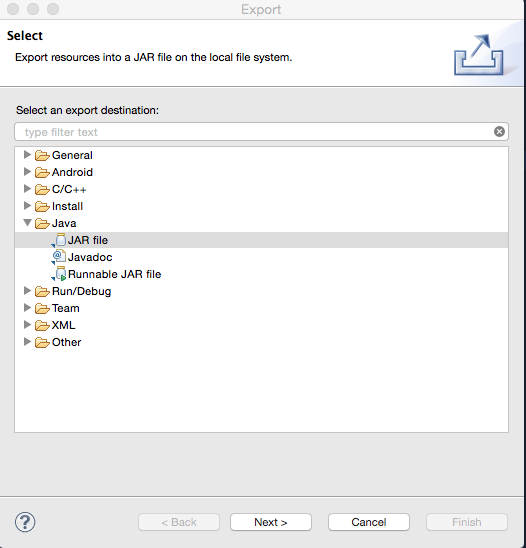 Export
Select
Export resources into a JAR file on the local file system.
Select an export destination:
type filter text
General
Android
C/C++
Install
Java
JAR file
Javadoc
Runnable JAR file
Run/Debug
Team
XML
Other
? < Back Next > Cancel Finish